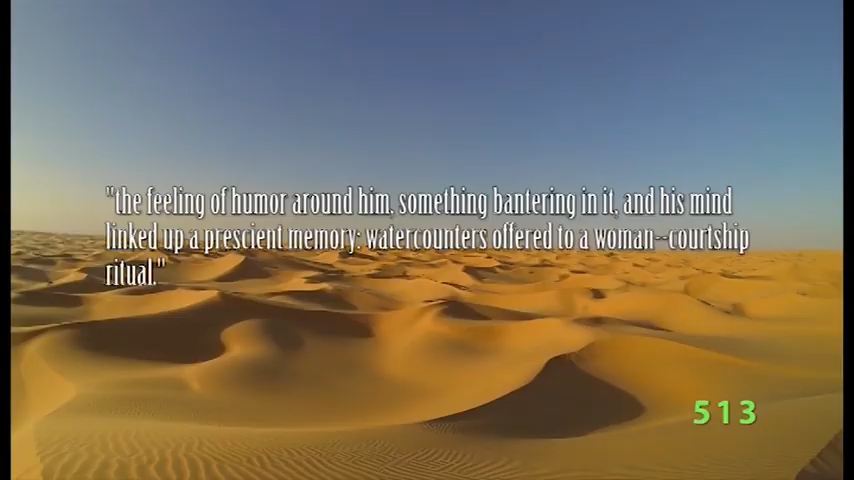 "the feeling of humor around him, something bantering in it, and his mind
linked up a prescient memory: watercounters offered to a woman--courtship
ritual."
513